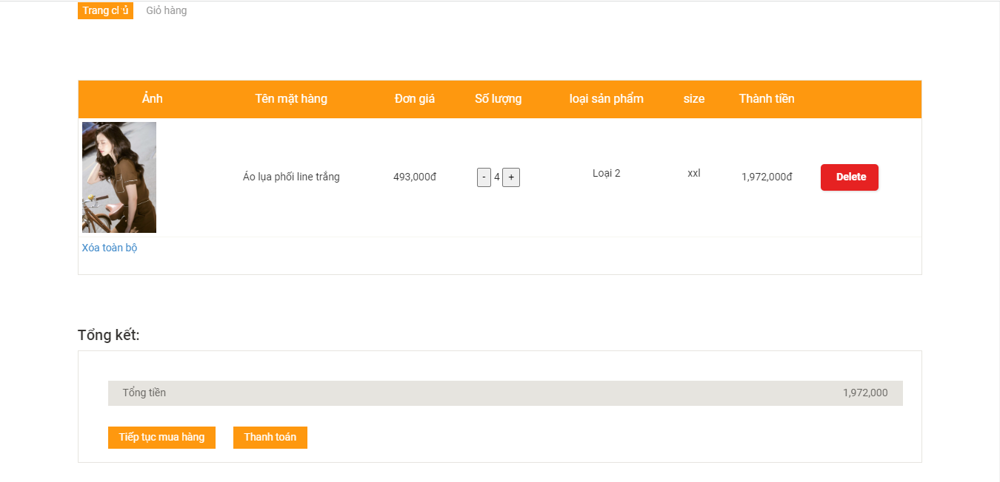 Trang chủ Giỏ hàng
Ảnh Tên mặt hàng Đơn giá Số lượng loại sản phẩm size Thành tiền
Áo lụa phối line trắng 493,000đ - 4 + Loại 2 xxl 1,972,000đ Delete
Xóa toàn bộ
Tổng kết:
Tổng tiền 1,972,000
Tiếp tục mua hàng Thanh toán